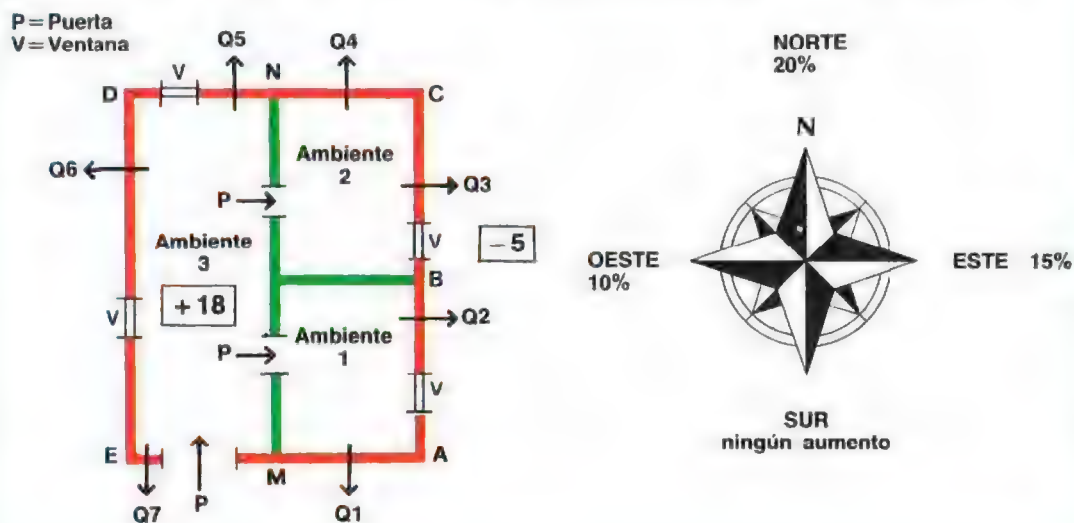 P = Puerta
V = Ventana
Q5
Q4
D
V
N
C
Q6
Ambiente
2
P
Q3
V
- 5
B
Ambiente
3
+ 18
V
Q2
P
Ambiente
1
V
E
M
A
Q7
P
Q1
NORTE
20%
N
OESTE
10%
ESTE 15%
SUR
ningún aumento